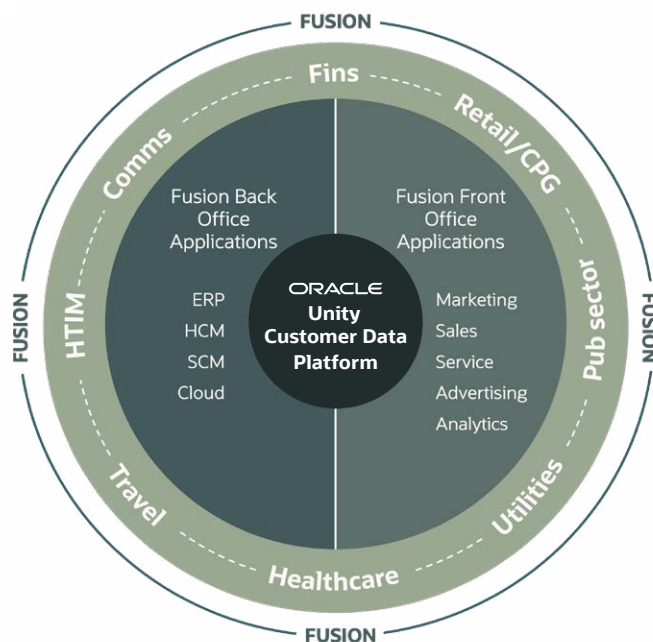 FUSION
Fins
Comms
Retail/CPG
Fusion Back
Office
Applications
Fusion Front
Office
Applications
ERP
HCM
SCM
Cloud
ORACLE
Unity
Customer Data
Platform
Marketing
Sales
Service
Advertising
Analytics
FUSION
HTIM
Pub sector
FUSION
Travel
Utilities
Healthcare
FUSION